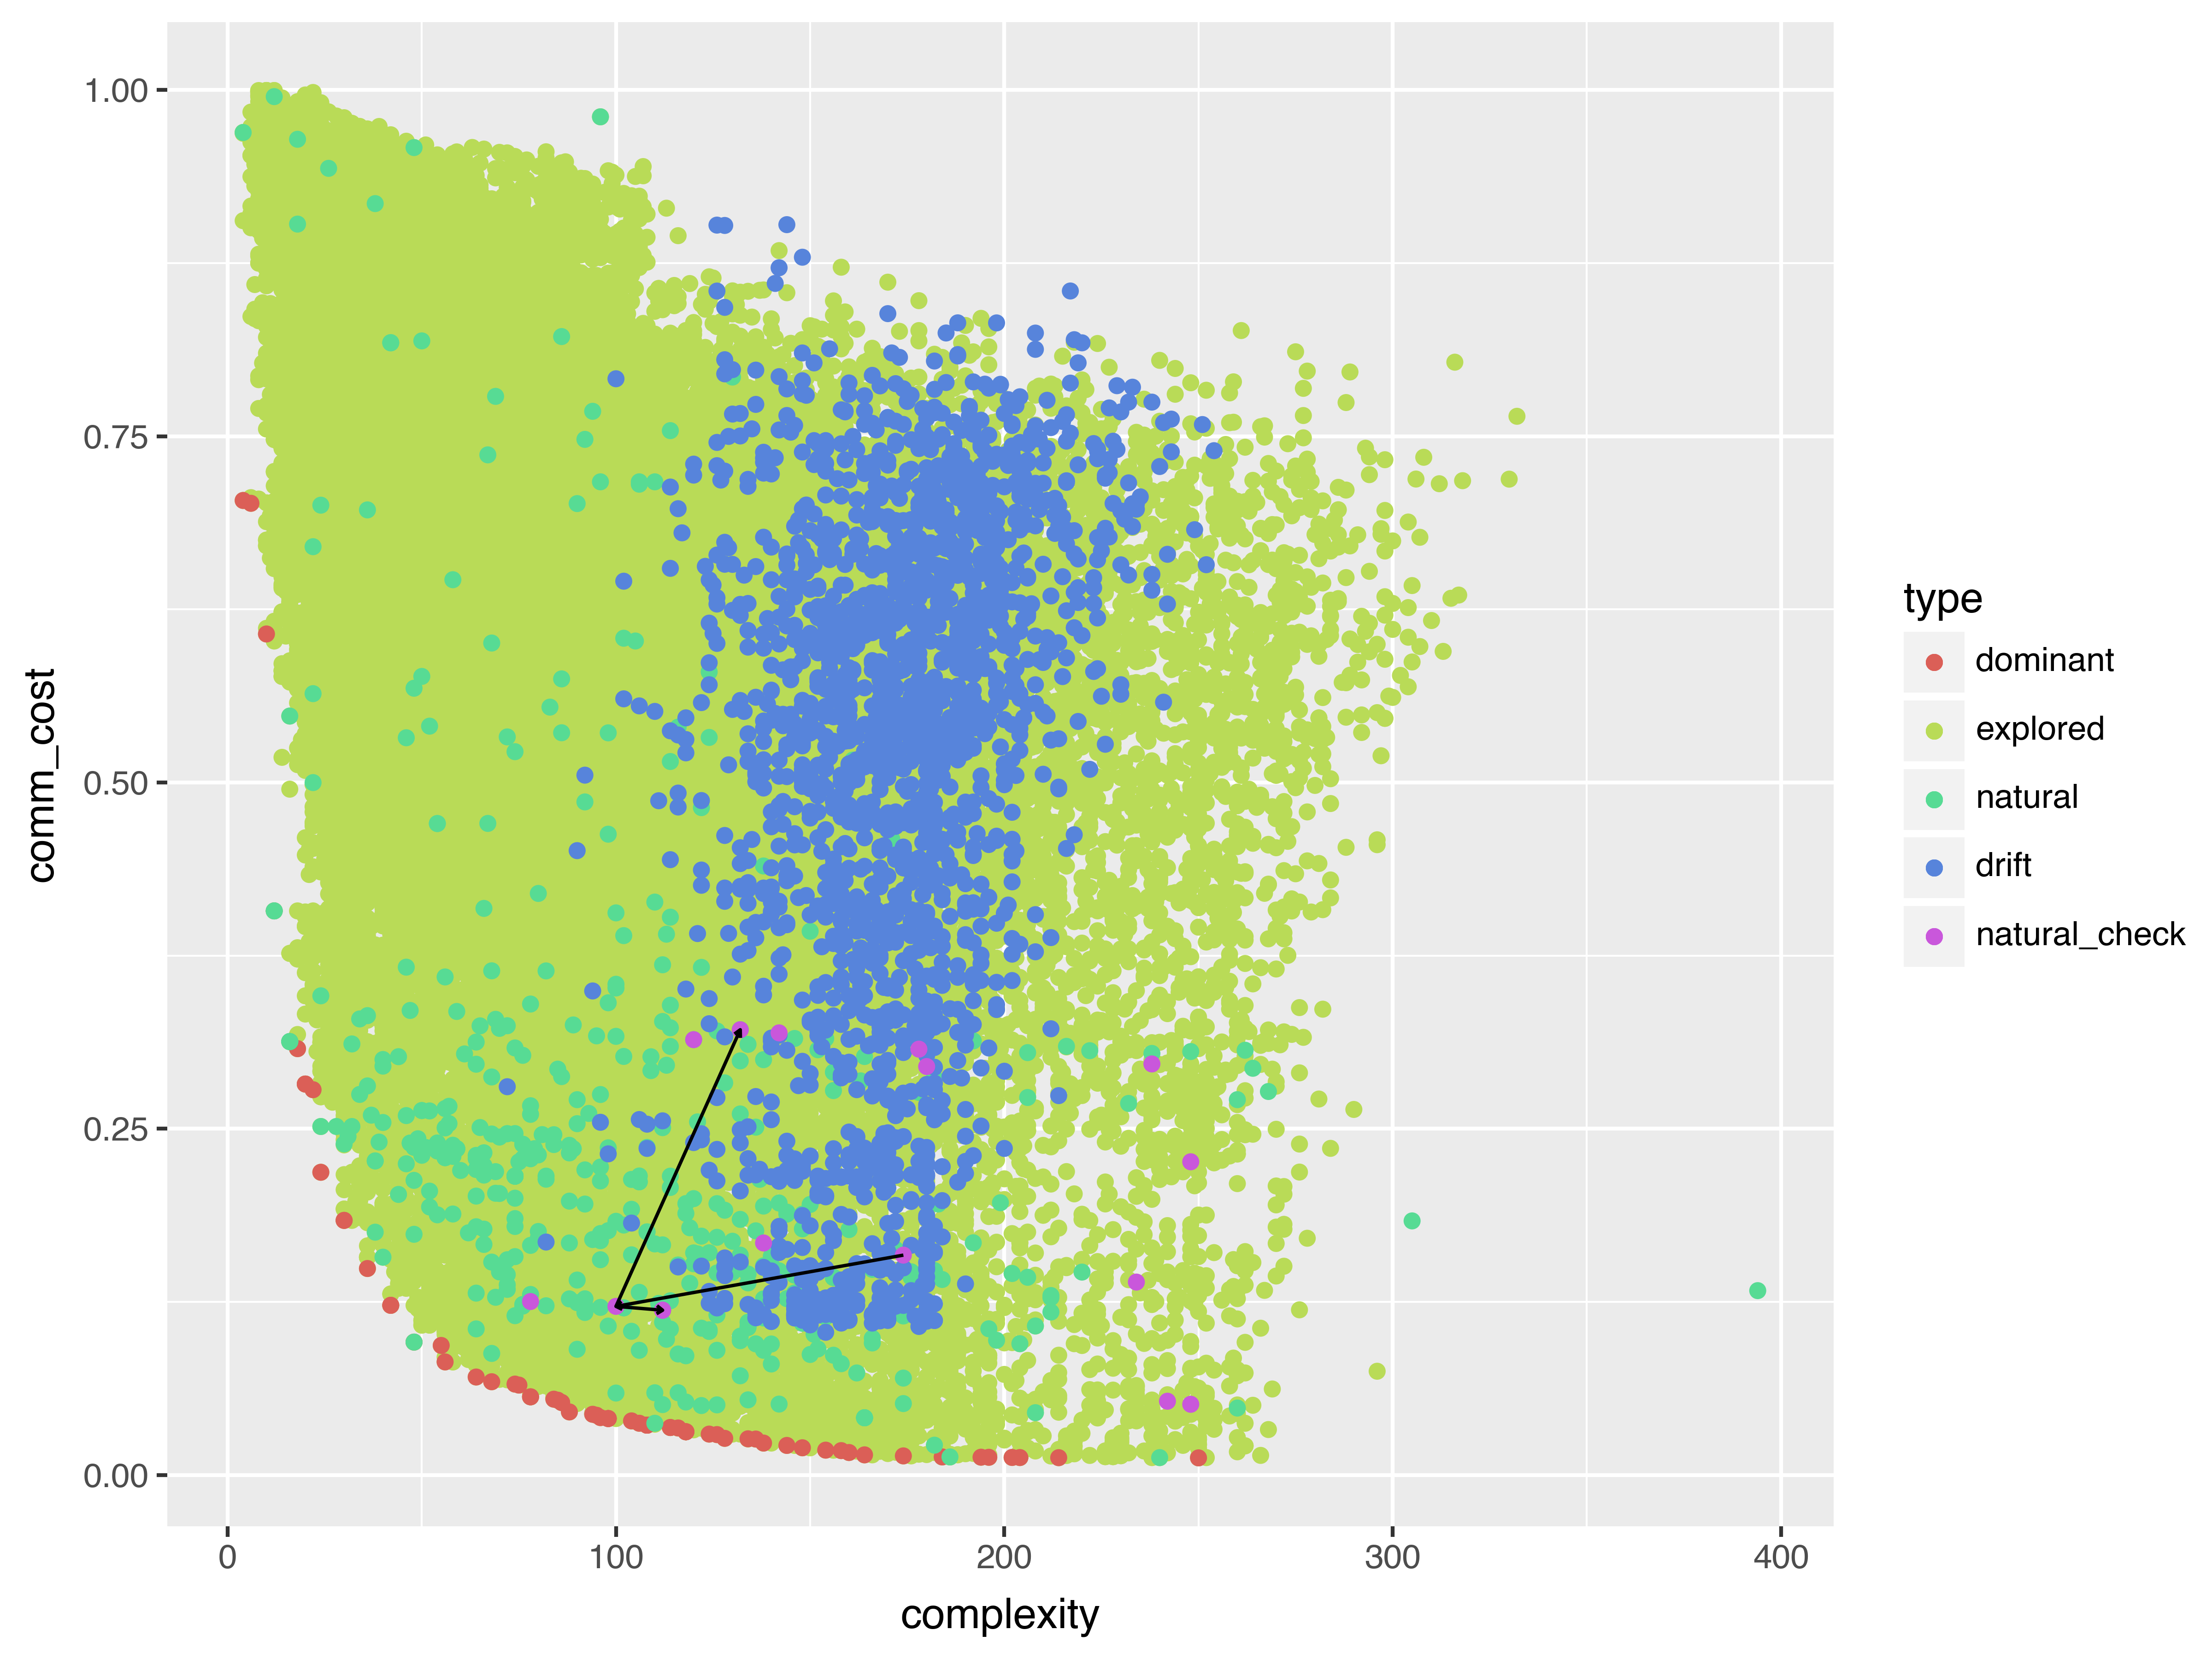 1.00
0.75
0.50
0.25
0.00
comm_cost
0
100
200
300
400
complexity
type
dominant
explored
natural
drift
natural_check